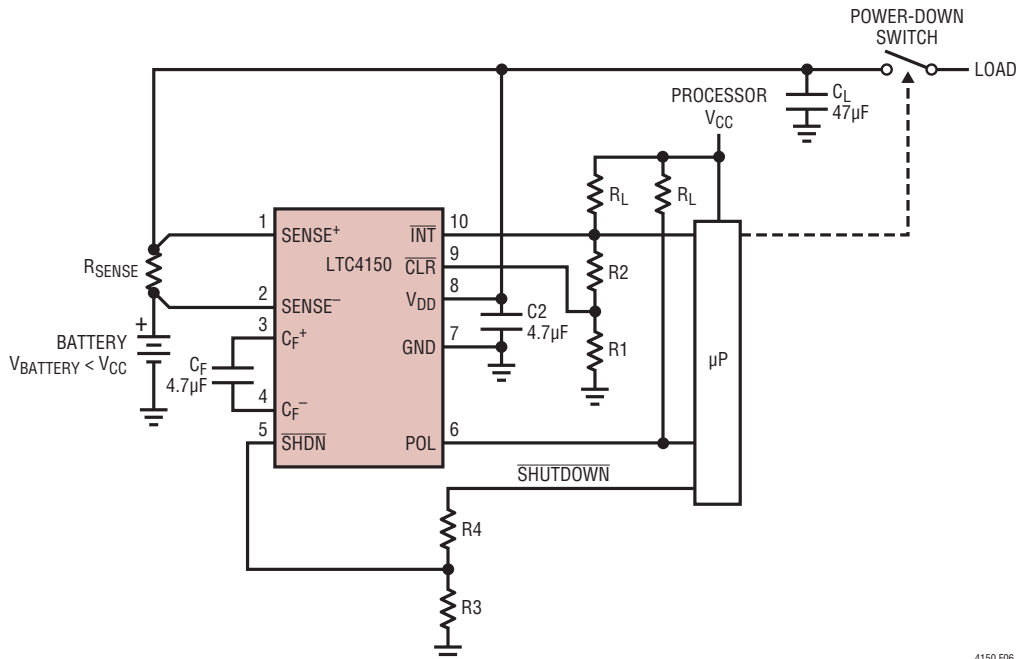 POWER-DOWN
SWITCH
LOAD
PROCESSOR
VCC
CL
47µF
RL
RL
1
SENSE+
INT
10
RSENSE
LTC4150
CLR
9
R2
2
SENSE–
VDD
8
C2
4.7µF
+
BATTERY
VBATTERY < VCC
3
CF+
GND
7
R1
µP
CF
4.7µF
4
CF–
5
SHDN
POL
6
SHUTDOWN
R4
R3
4150 F06